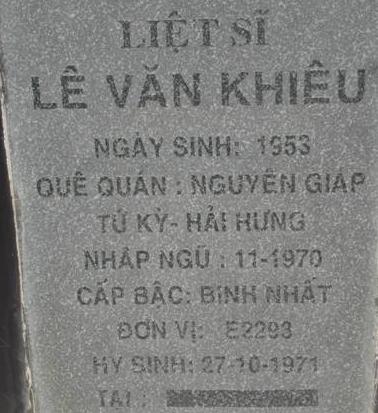 LIỆT SĨ
LÊ VĂN KHIÊU
NGÀY SINH: 1953
QUÊ QUÁN : NGUYÊN GIÁP
TỨ KỲ- HẢI HƯNG
NHẬP NGŨ : 11-1970
CẤP BẬC: BINH NHẤT
ĐƠN VỊ: E2293
HY SINH: 27-10-1971
TẠI :